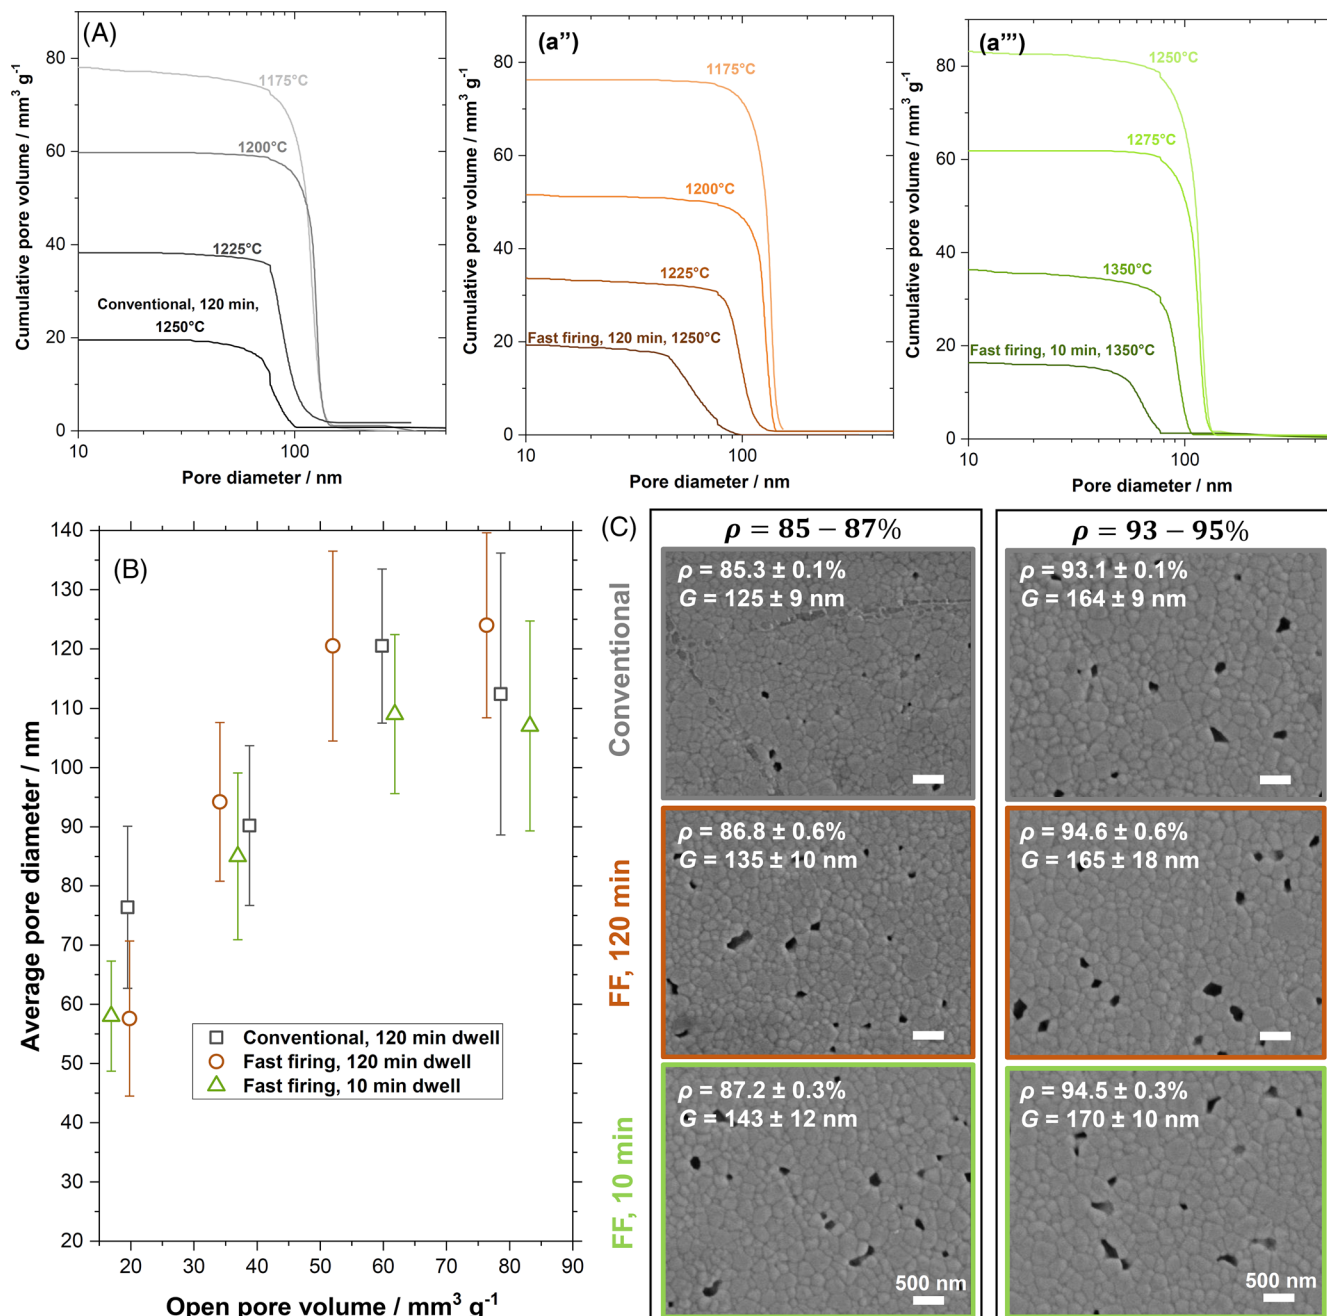 (A)
Cumulative pore volume / mm³ g⁻¹
80
60
40
20
0
1175°C
1200°C
1225°C
Conventional, 120 min,
1250°C
10
100
Pore diameter / nm
(a'')
Cumulative pore volume / mm³ g⁻¹
80
60
40
20
0
1175°C
1200°C
1225°C
Fast firing, 120 min, 1250°C
10
100
Pore diameter / nm
(a''')
Cumulative pore volume / mm³ g⁻¹
80
60
40
20
0
1250°C
1275°C
1350°C
Fast firing, 10 min, 1350°C
10
100
Pore diameter / nm
(B)
Average pore diameter / nm
140
130
120
110
100
90
80
70
60
50
40
30
20
Conventional, 120 min dwell
Fast firing, 120 min dwell
Fast firing, 10 min dwell
20 30 40 50 60 70 80 90
Open pore volume / mm³ g⁻¹
(C)
ρ = 85 – 87%
ρ = 93 – 95%
Conventional
ρ = 85.3 ± 0.1%
G = 125 ± 9 nm
ρ = 93.1 ± 0.1%
G = 164 ± 9 nm
FF, 120 min
ρ = 86.8 ± 0.6%
G = 135 ± 10 nm
ρ = 94.6 ± 0.6%
G = 165 ± 18 nm
FF, 10 min
ρ = 87.2 ± 0.3%
G = 143 ± 12 nm
500 nm
ρ = 94.5 ± 0.3%
G = 170 ± 10 nm
500 nm